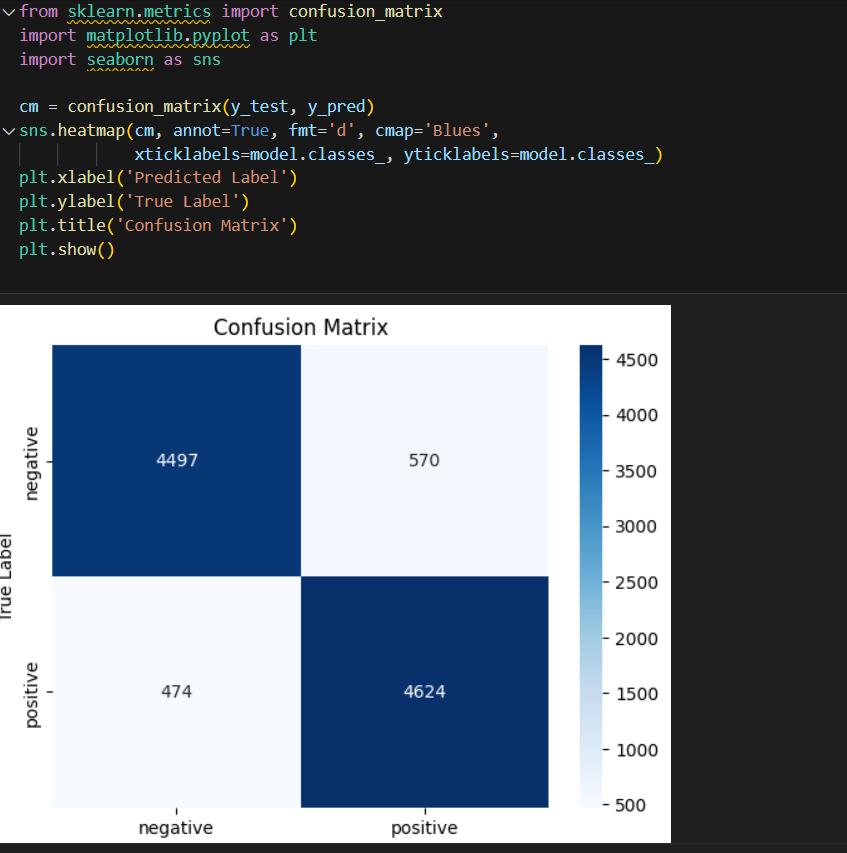 from sklearn.metrics import confusion_matrix
import matplotlib.pyplot as plt
import seaborn as sns
cm = confusion_matrix(y_test, y_pred)
sns.heatmap(cm, annot=True, fmt='d', cmap='Blues',
xticklabels=model.classes_, yticklabels=model.classes_)
plt.xlabel('Predicted Label')
plt.ylabel('True Label')
plt.title('Confusion Matrix')
plt.show()
Confusion Matrix
True Label
negative
positive
4497 570
474 4624
negative positive
4500
4000
3500
3000
2500
2000
1500
1000
500